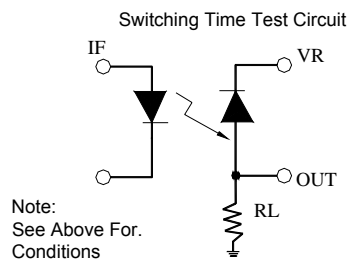 Switching Time Test Circuit
IF
VR
OUT
RL
Note:
See Above For.
Conditions